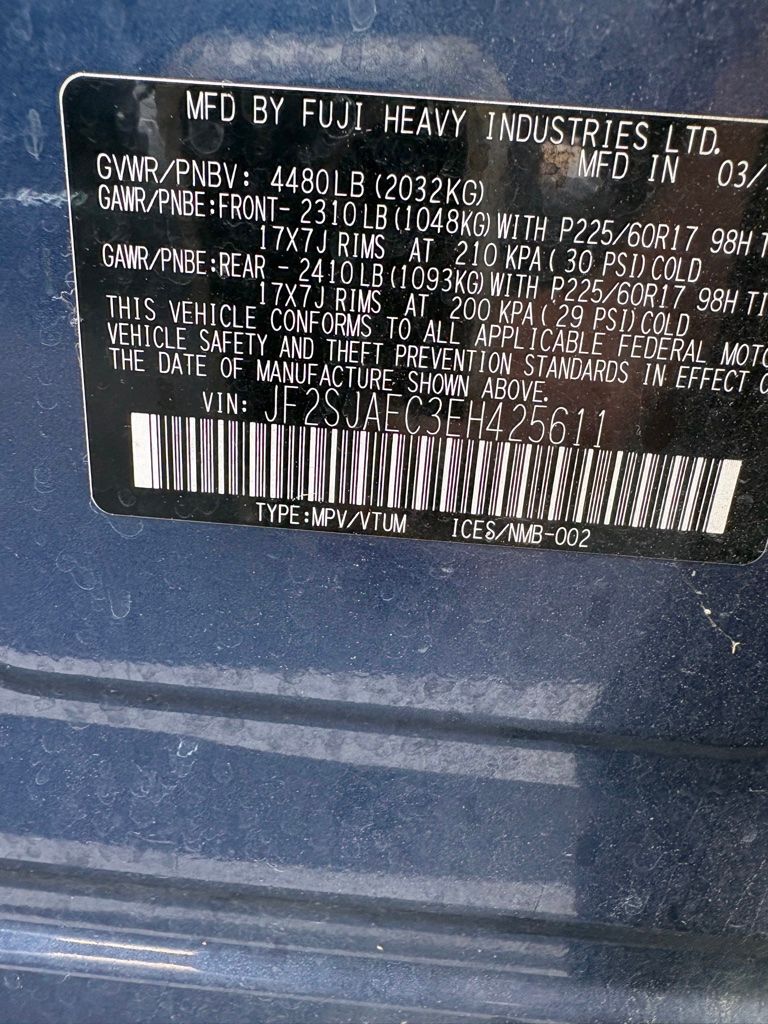 MFD BY FUJI HEAVY INDUSTRIES LTD.
MFD IN 03/
GVWR/PNBV: 4480LB(2032KG)
GAWR/PNBE:FRONT- 2310LB(1048KG)WITH P225/60R17 98H T
17X7J RIMS AT 210 KPA( 30 PSI)COLD
GAWR/PNBE:REAR - 2410LB(1093KG)WITH P225/60R17 98H TI
17X7J RIMS AT 200 KPA( 29 PSI)COLD
THIS VEHICLE CONFORMS TO ALL APPLICABLE FEDERAL MOTO
VEHICLE SAFETY AND THEFT PREVENTION STANDARDS IN EFFECT O
THE DATE OF MANUFACTURE SHOWN ABOVE.
VIN: JF2SJAEC3EH425611
TYPE:MPV/VTUM ICES/NMB-002